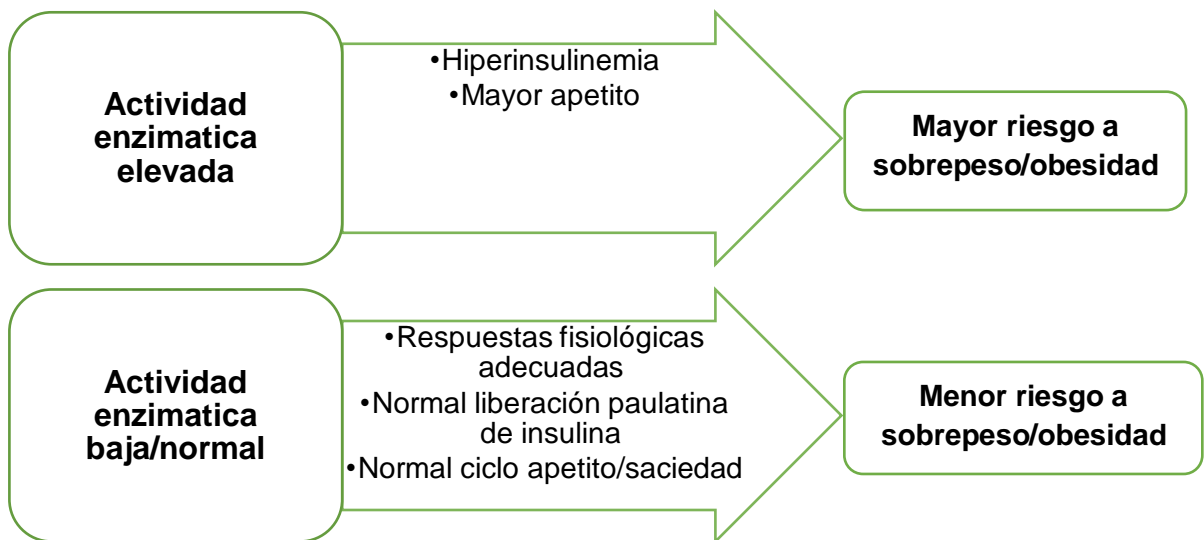 Actividad
enzimatica
elevada
•Hiperinsulinemia
•Mayor apetito
Mayor riesgo a
sobrepeso/obesidad
Actividad
enzimatica
baja/normal
•Respuestas fisiológicas
adecuadas
•Normal liberación paulatina
de insulina
•Normal ciclo apetito/saciedad
Menor riesgo a
sobrepeso/obesidad